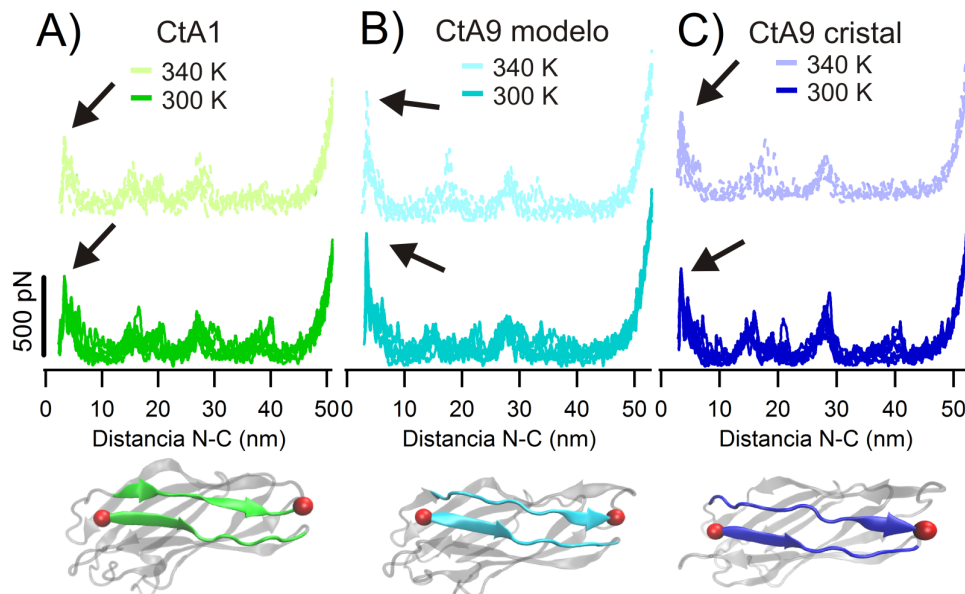 A)
CtA1
340 K
300 K
B)
CtA9 modelo
340 K
300 K
C)
CtA9 cristal
340 K
300 K
500 pN
0 10 20 30 40 50
Distancia N-C (nm)
0 10 20 30 40 50
Distancia N-C (nm)
0 10 20 30 40 50
Distancia N-C (nm)